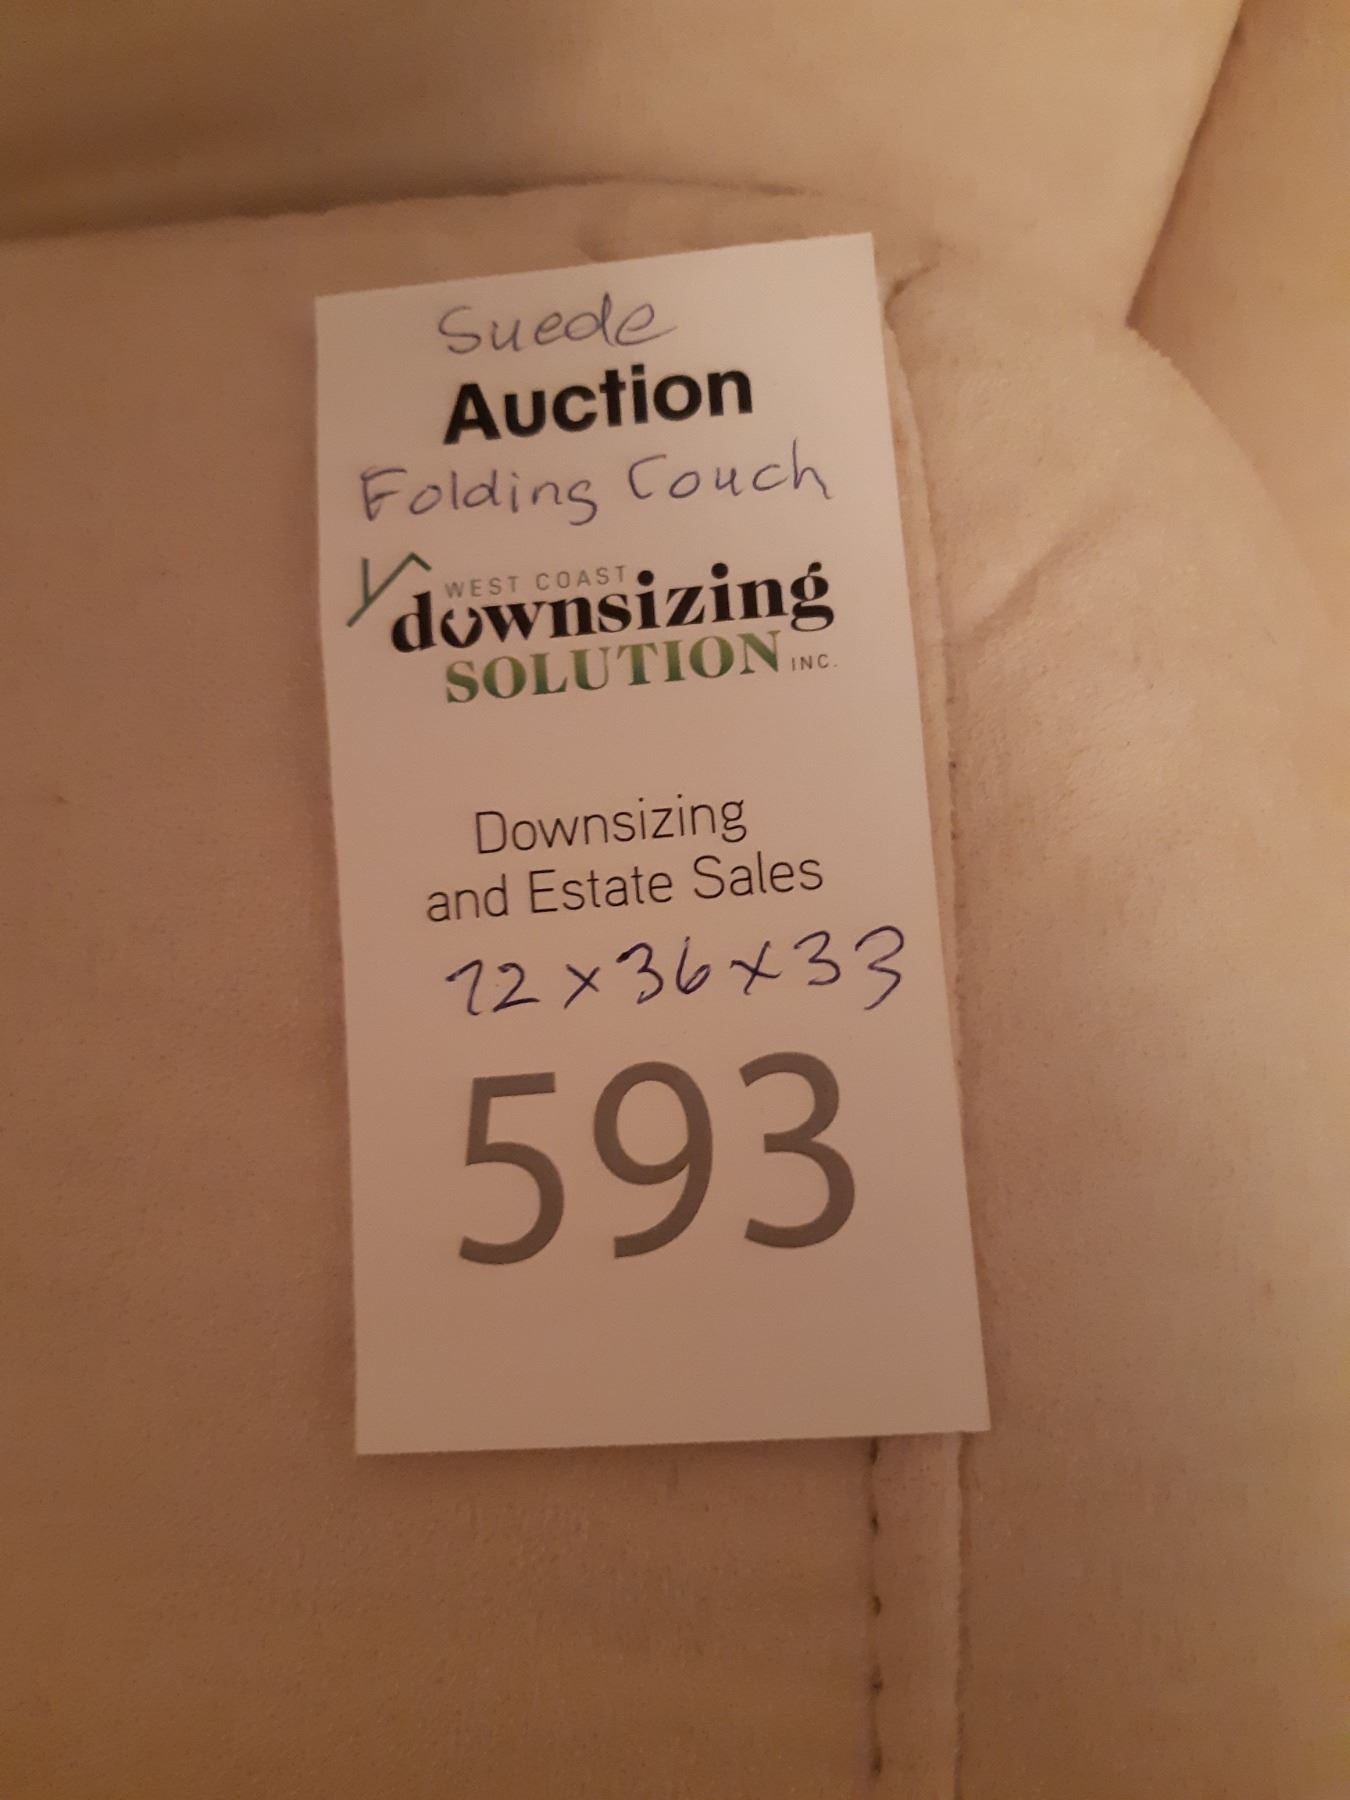 Suede
Auction
Folding Couch
WEST COAST
downsizing
SOLUTION INC.
Downsizing
and Estate Sales
72 x 36 x 33
593